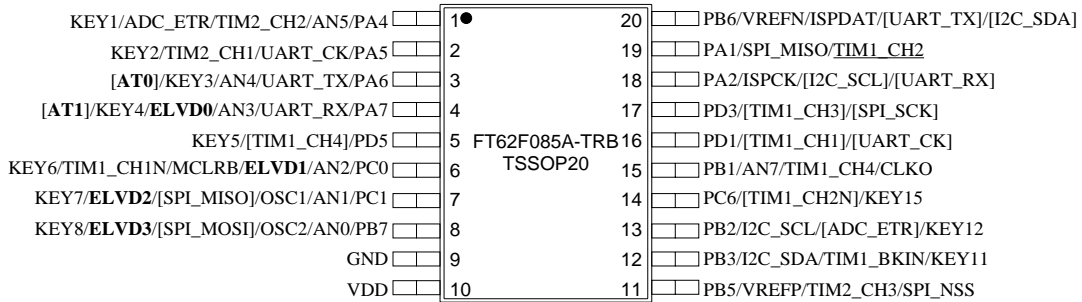 KEY1/ADC_ETR/TIM2_CH2/AN5/PA4 1 20 PB6/VREFN/ISPDAT/[UART_TX]/[I2C_SDA]
KEY2/TIM2_CH1/UART_CK/PA5 2 19 PA1/SPI_MISO/TIM1_CH2
[AT0]/KEY3/AN4/UART_TX/PA6 3 18 PA2/ISPCK/[I2C_SCL]/[UART_RX]
[AT1]/KEY4/ELVD0/AN3/UART_RX/PA7 4 17 PD3/[TIM1_CH3]/[SPI_SCK]
KEY5/[TIM1_CH4]/PD5 5 FT62F085A-TRB 16 PD1/[TIM1_CH1]/[UART_CK]
KEY6/TIM1_CH1N/MCLRB/ELVD1/AN2/PC0 6 TSSOP20 15 PB1/AN7/TIM1_CH4/CLKO
KEY7/ELVD2/[SPI_MISO]/OSC1/AN1/PC1 7 14 PC6/[TIM1_CH2N]/KEY15
KEY8/ELVD3/[SPI_MOSI]/OSC2/AN0/PB7 8 13 PB2/I2C_SCL/[ADC_ETR]/KEY12
GND 9 12 PB3/I2C_SDA/TIM1_BKIN/KEY11
VDD 10 11 PB5/VREFP/TIM2_CH3/SPI_NSS